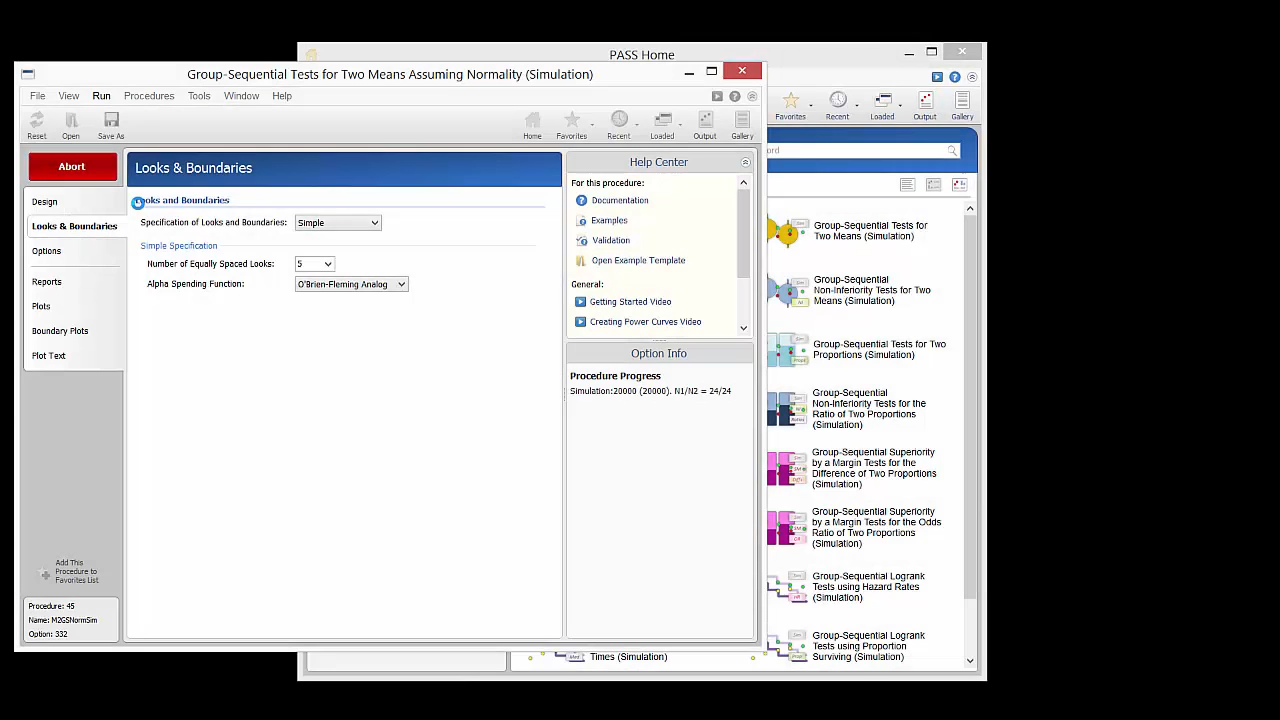 PASS Home
Group-Sequential Tests for Two Means Assuming Normality (Simulation)
File View Run Procedures Tools Window Help
Reset Open Save As Home Favorites Recent Loaded Output Gallery
Favorites Recent Loaded Output Gallery
Abort
Design
Looks & Boundaries
Options
Reports
Plots
Boundary Plots
Plot Text
Add This
Procedure to
Favorites List
Procedure: 45
Name: M2GSNormSim
Option: 332
Looks & Boundaries
Looks and Boundaries
Specification of Looks and Boundaries: Simple
Simple Specification
Number of Equally Spaced Looks: 5
Alpha Spending Function: O'Brien-Fleming Analog
Help Center
For this procedure:
Documentation
Examples
Validation
Open Example Template
General:
Getting Started Video
Creating Power Curves Video
Option Info
Procedure Progress
Simulation:20000 (20000). N1/N2 = 24/24
ord
Group-Sequential Tests for
Two Means (Simulation)
Group-Sequential
Non-Inferiority Tests for Two
Means (Simulation)
Group-Sequential Tests for Two
Proportions (Simulation)
Group-Sequential
Non-Inferiority Tests for the
Ratio of Two Proportions
(Simulation)
Group-Sequential Superiority
by a Margin Tests for the
Difference of Two Proportions
(Simulation)
Group-Sequential Superiority
by a Margin Tests for the Odds
Ratio of Two Proportions
(Simulation)
Group-Sequential Logrank
Tests using Hazard Rates
(Simulation)
Group-Sequential Logrank
Tests using Proportion
Surviving (Simulation)
Times (Simulation)